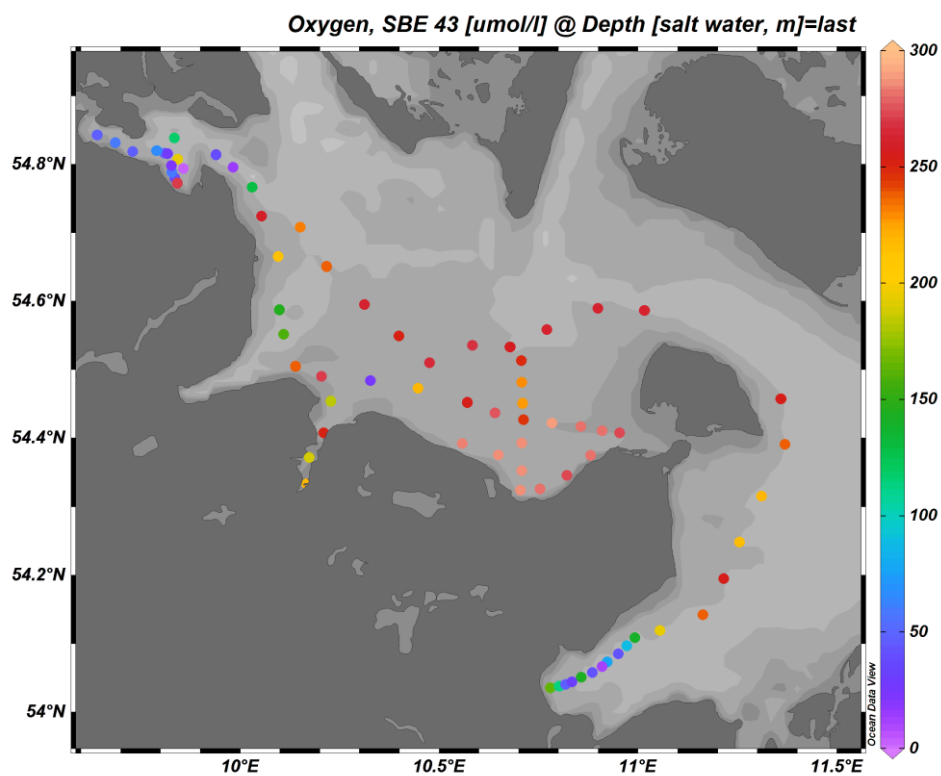 Oxygen, SBE 43 [umol/l] @ Depth [salt water, m]=last
300
250
200
150
100
50
0
54.8°N
54.6°N
54.4°N
54.2°N
54°N
10°E
10.5°E
11°E
11.5°E
Ocean Data View